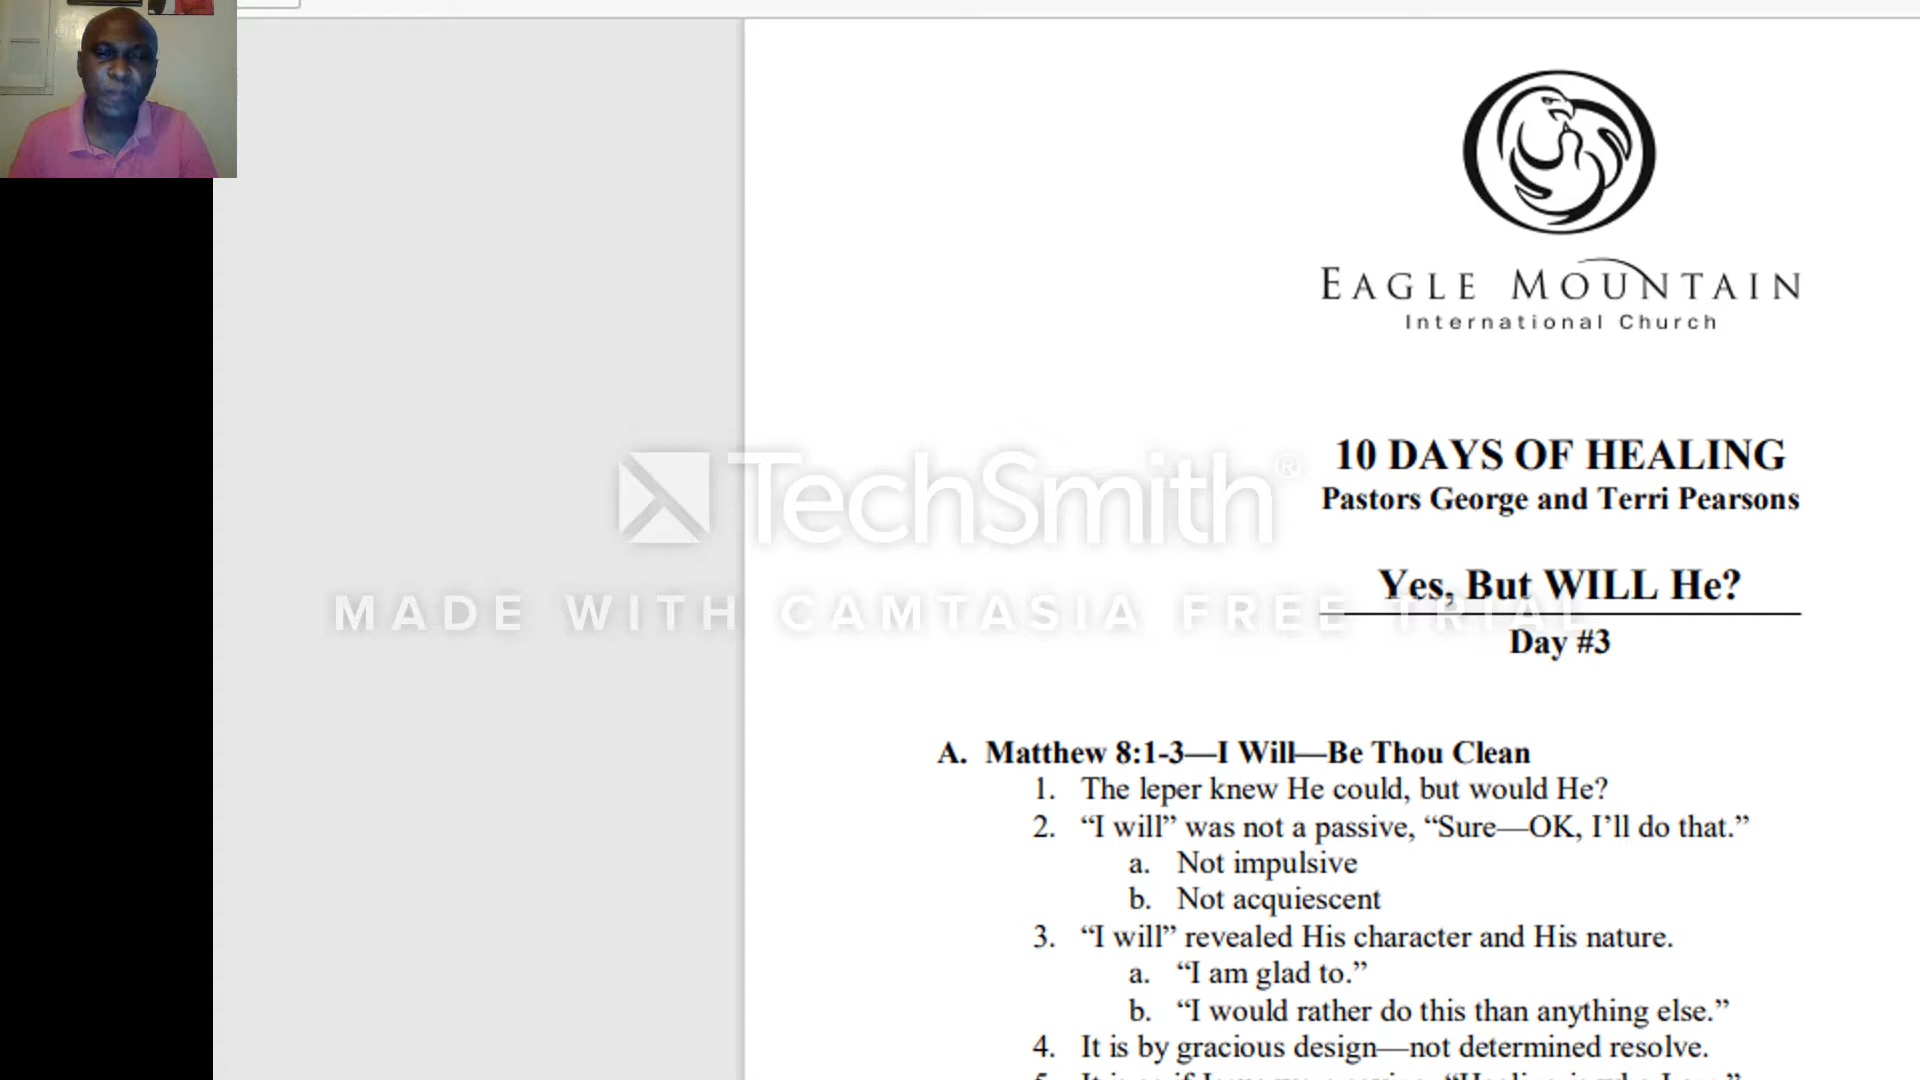 EAGLE MOUNTAIN
International Church
10 DAYS OF HEALING
Pastors George and Terri Pearsons
TechSmith®
Yes, But WILL He?
MADE WITH CAMTASIA FREE TRIAL
Day #3
A. Matthew 8:1-3—I Will—Be Thou Clean
1. The leper knew He could, but would He?
2. “I will” was not a passive, “Sure—OK, I’ll do that.”
a. Not impulsive
b. Not acquiescent
3. “I will” revealed His character and His nature.
a. “I am glad to.”
b. “I would rather do this than anything else.”
4. It is by gracious design—not determined resolve.